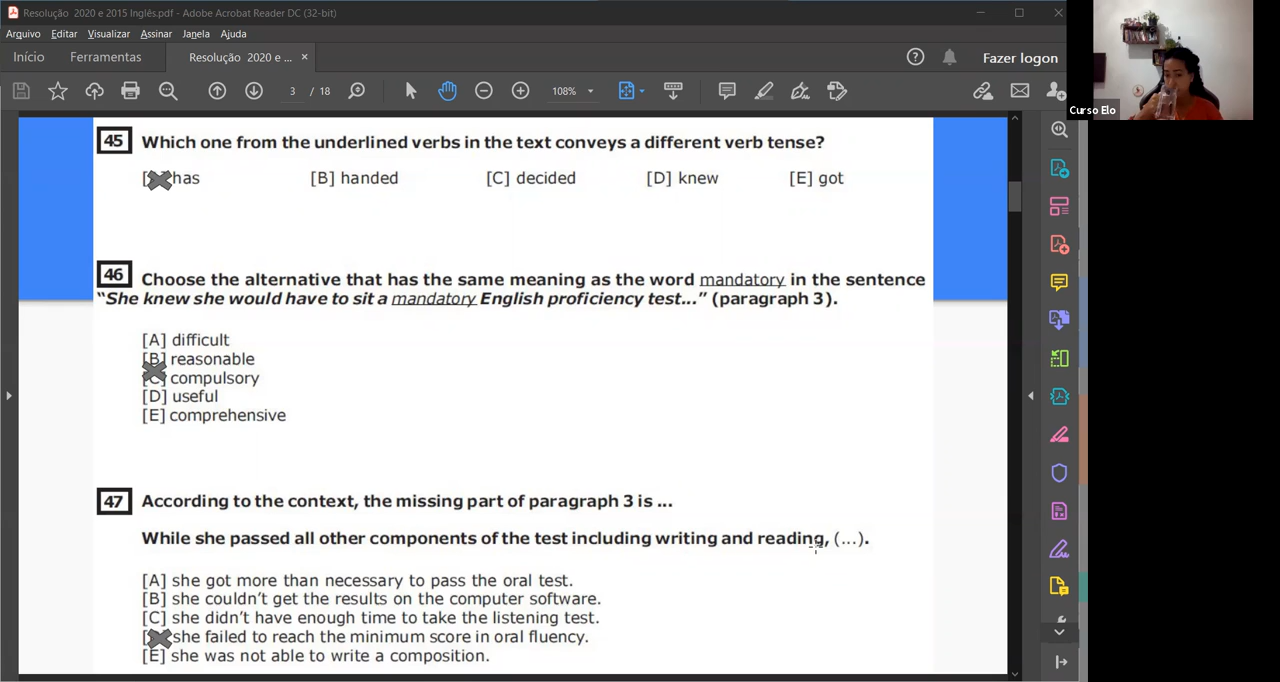 Resolução 2020 e 2015 Inglês.pdf - Adobe Acrobat Reader DC (32-bit)
Arquivo Editar Visualizar Assinar Janela Ajuda
Início Ferramentas Resolução 2020 e ... × Fazer logon
3 / 18 108%
Curso Elo
45 Which one from the underlined verbs in the text conveys a different verb tense?
[ has [B] handed [C] decided [D] knew [E] got
46 Choose the alternative that has the same meaning as the word mandatory in the sentence
“She knew she would have to sit a mandatory English proficiency test...” (paragraph 3).
[A] difficult
[B] reasonable
[C] compulsory
[D] useful
[E] comprehensive
47 According to the context, the missing part of paragraph 3 is ...
While she passed all other components of the test including writing and reading, (...).
[A] she got more than necessary to pass the oral test.
[B] she couldn’t get the results on the computer software.
[C] she didn’t have enough time to take the listening test.
[ she failed to reach the minimum score in oral fluency.
[E] she was not able to write a composition.